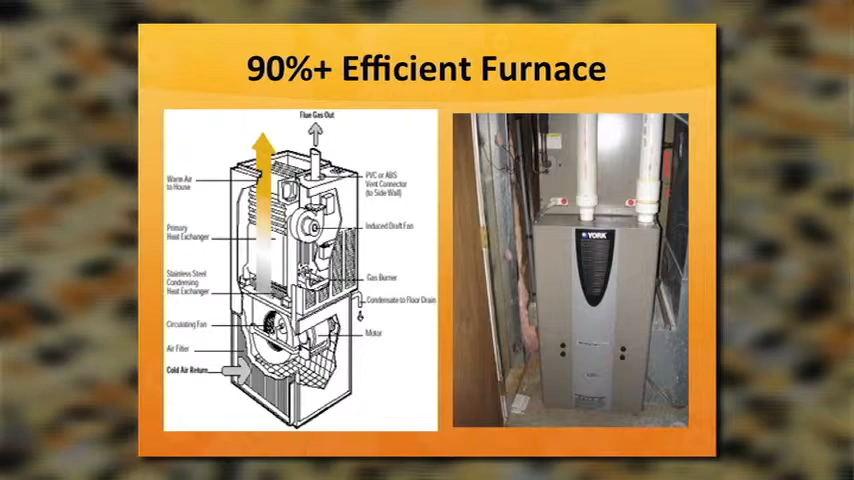 90%+ Efficient Furnace
Flue Gas Out
Warm Air
to House
PVC or ABS
Vent Connector
(to Side Wall)
Primary
Heat Exchanger
Induced Draft Fan
Stainless Steel
Condensing
Heat Exchanger
Gas Burner
Condensate to Floor Drain
Circulating Fan
Motor
Air Filter
Cold Air Return
YORK